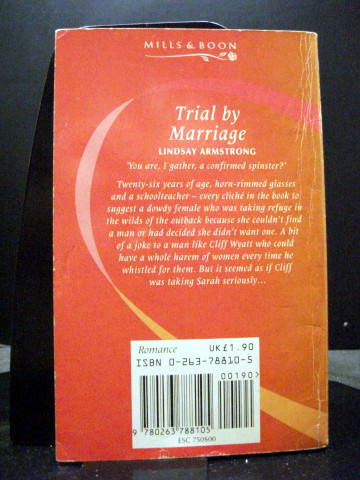 MILLS & BOON
Trial by
Marriage
LINDSAY ARMSTRONG
'You are, I gather, a confirmed spinster?'
Twenty-six years of age, horn-rimmed glasses
and a schoolteacher – every cliché in the book to
suggest a dowdy female who was taking refuge in
the wilds of the outback because she couldn't find
a man or had decided she didn't want one. A bit
of a joke to a man like Cliff Wyatt who could
have a whole harem of women every time he
whistled for them. But it seemed as if Cliff
was taking Sarah seriously…
Romance UK£1.90
ISBN 0-263-78810-5
00190>
9 780263 788105
ESC 750800